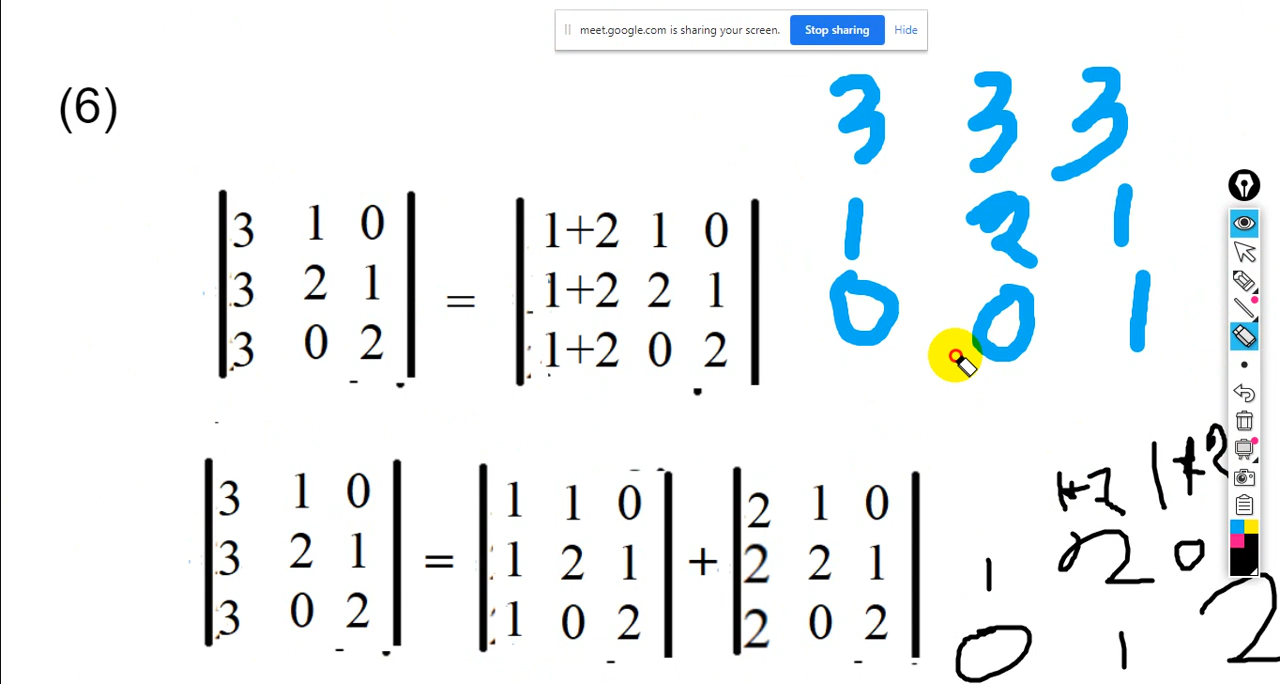 meet.google.com is sharing your screen. Stop sharing Hide
(6)
3 3 3
1 2 1
0 0 1
3 1 0
3 2 1
3 0 2
=
1+2 1 0
1+2 2 1
1+2 0 2
3 1 0
3 2 1
3 0 2
=
1 1 0
1 2 1
1 0 2
+
2 1 0
2 2 1
2 0 2
1+2
1 2 0
0 1 2